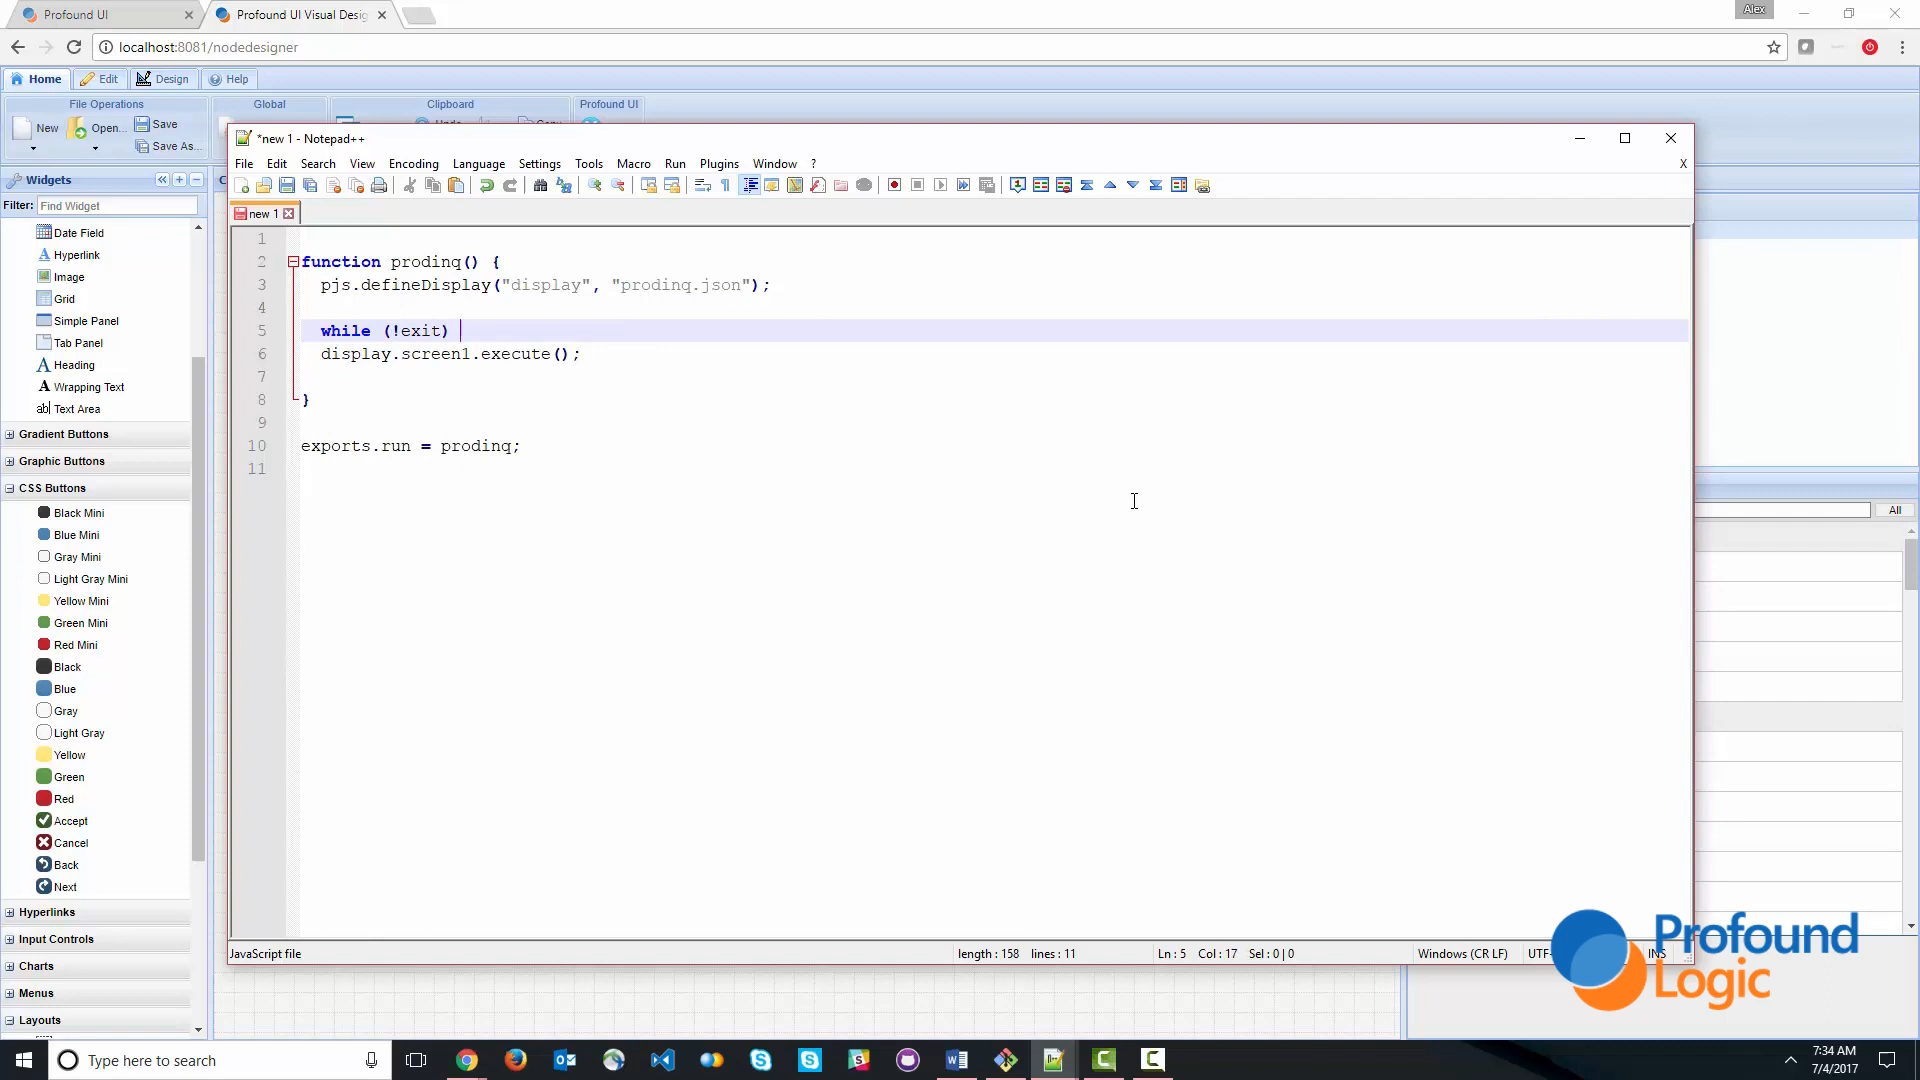 Profound UI
Profound UI Visual Desig
Alex
localhost:8081/nodedesigner
Home
Edit
Design
Help
File Operations
Global
Clipboard
Profound UI
New
Open...
Save
Save As...
*new 1 - Notepad++
File Edit Search View Encoding Language Settings Tools Macro Run Plugins Window ?
X
new 1
Widgets
Filter:
Find Widget
Date Field
Hyperlink
Image
Grid
Simple Panel
Tab Panel
Heading
Wrapping Text
Text Area
Gradient Buttons
Graphic Buttons
CSS Buttons
Black Mini
Blue Mini
Gray Mini
Light Gray Mini
Yellow Mini
Green Mini
Red Mini
Black
Blue
Gray
Light Gray
Yellow
Green
Red
Accept
Cancel
Back
Next
Hyperlinks
Input Controls
Charts
Menus
Layouts
1
2 function prodinq() {
3 pjs.defineDisplay("display", "prodinq.json");
4
5 while (!exit)
6 display.screen1.execute();
7
8 }
9
10 exports.run = prodinq;
11
All
JavaScript file
length : 158 lines : 11
Ln : 5 Col : 17 Sel : 0 | 0
Windows (CR LF)
UTF-
INS
Profound
Logic
Type here to search
7:34 AM
7/4/2017